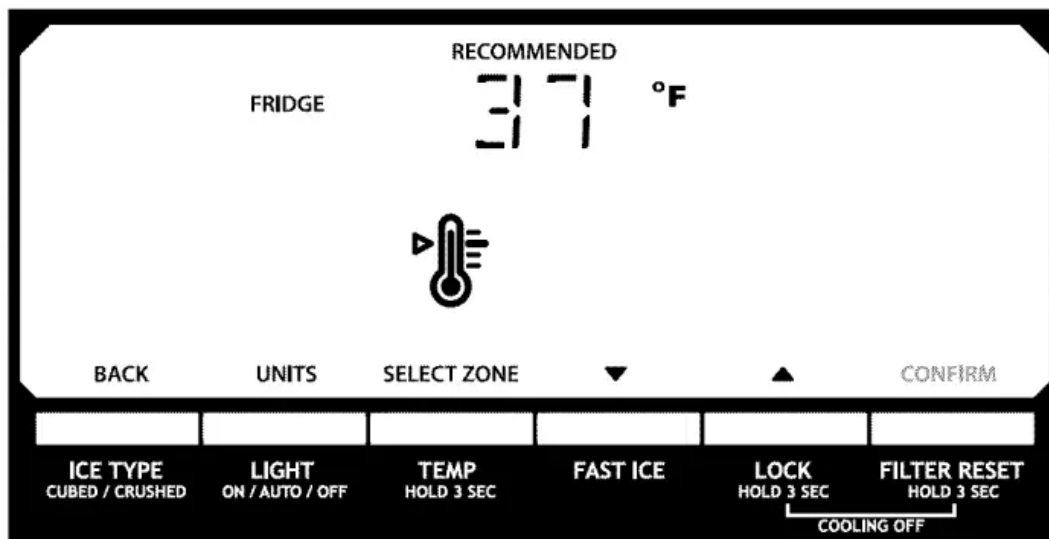 RECOMMENDED
FRIDGE 37 °F
BACK UNITS SELECT ZONE ▼ ▲ CONFIRM
ICE TYPE LIGHT TEMP FAST ICE LOCK FILTER RESET
CUBED / CRUSHED ON / AUTO / OFF HOLD 3 SEC HOLD 3 SEC HOLD 3 SEC
COOLING OFF